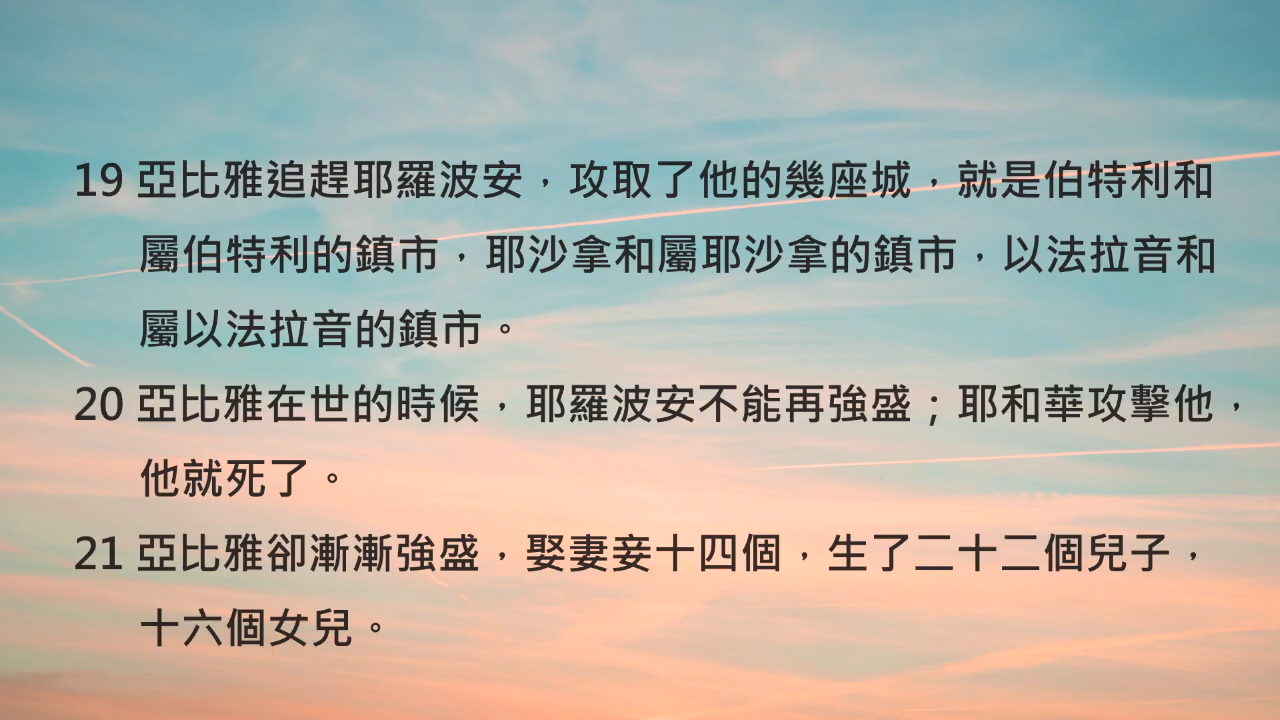 19 亞比雅追趕耶羅波安，攻取了他的幾座城，就是伯特利和
屬伯特利的鎮市，耶沙拿和屬耶沙拿的鎮市，以法拉音和
屬以法拉音的鎮市。
20 亞比雅在世的時候，耶羅波安不能再強盛；耶和華攻擊他，
他就死了。
21 亞比雅卻漸漸強盛，娶妻妾十四個，生了二十二個兒子，
十六個女兒。